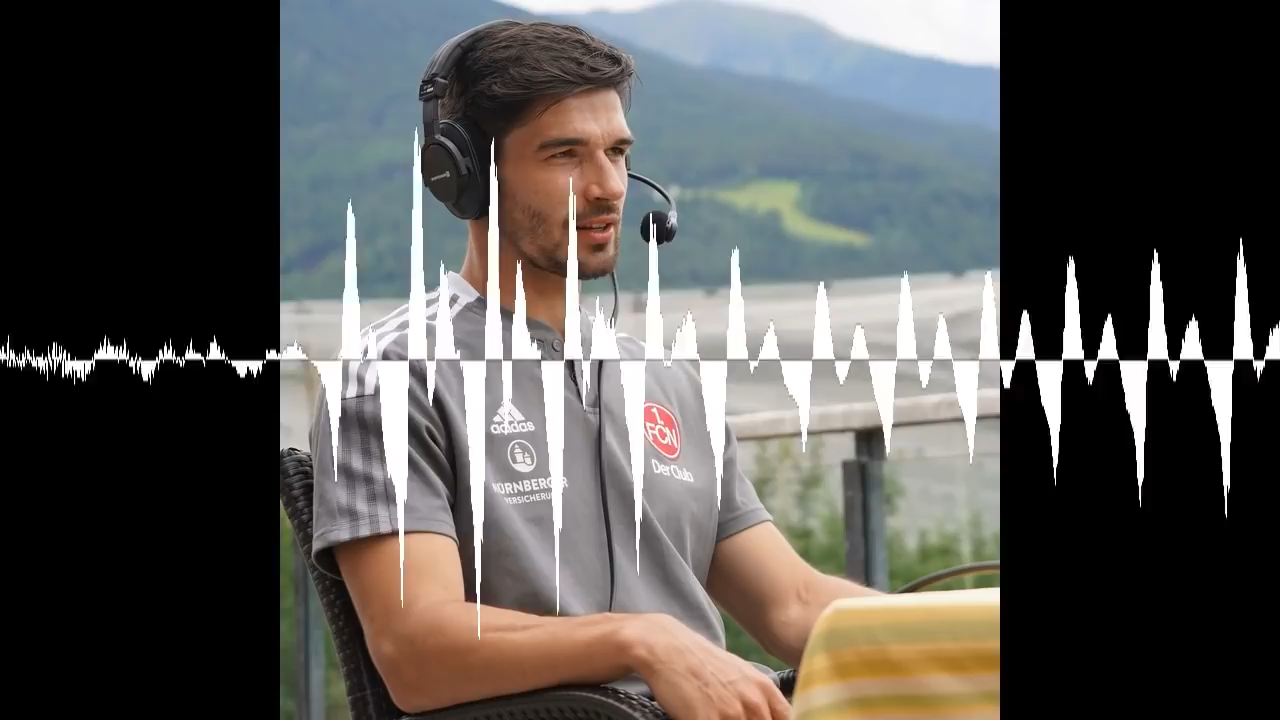 adidas
NÜRNBERGER
VERSICHERUNG
1.
FCN
Der Club